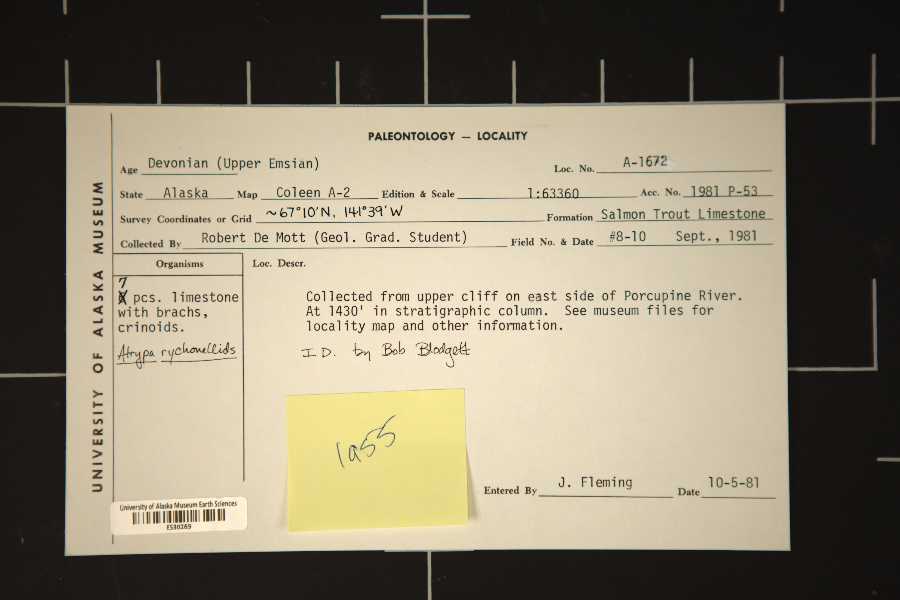 PALEONTOLOGY — LOCALITY
Age Devonian (Upper Emsian) Loc. No. A-1672
State Alaska Map Coleen A-2 Edition & Scale 1:63360 Acc. No. 1981 P-53
Survey Coordinates or Grid ~67°10'N, 141°39'W Formation Salmon Trout Limestone
Collected By Robert De Mott (Geol. Grad. Student) Field No. & Date #8-10 Sept., 1981
Organisms
7
pcs. limestone
with brachs,
crinoids.
Atrypa rychonellids
Loc. Descr.
Collected from upper cliff on east side of Porcupine River.
At 1430' in stratigraphic column. See museum files for
locality map and other information.
I.D. by Bob Blodgett
1a55
Entered By J. Fleming Date 10-5-81
UNIVERSITY OF ALASKA MUSEUM
University of Alaska Museum Earth Sciences
ES30269